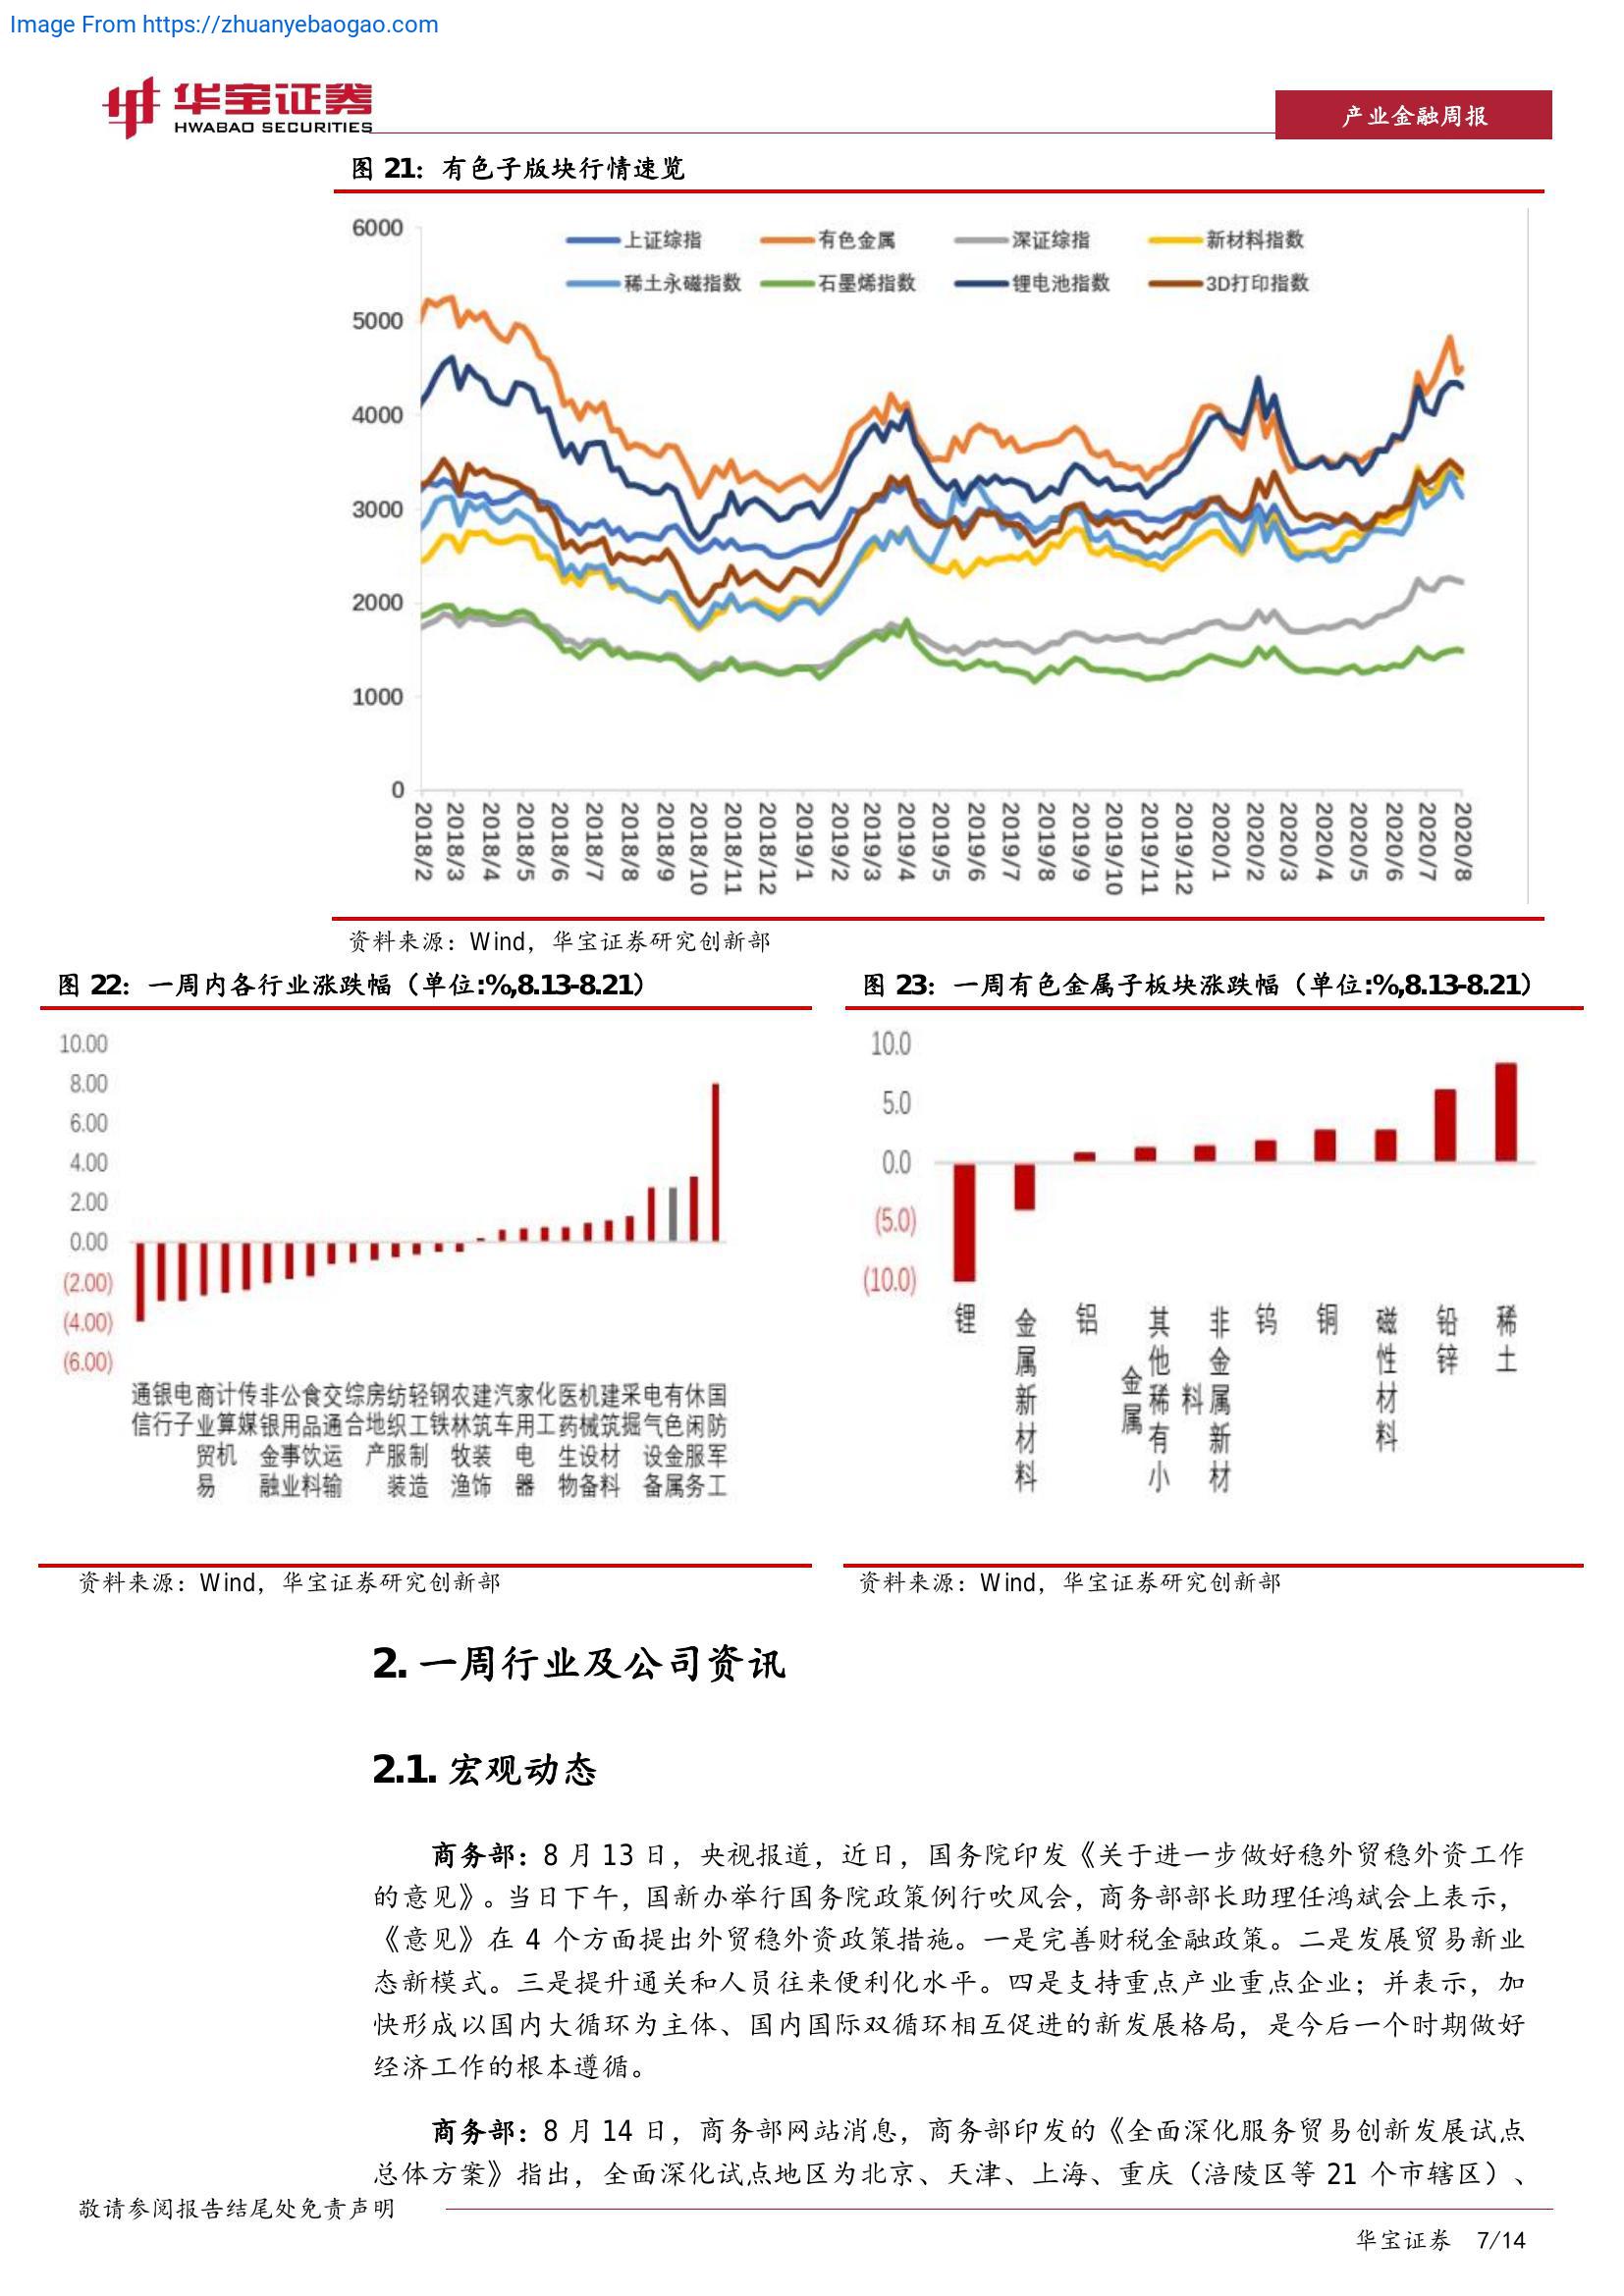 Image From https://zhuanyebaogao.com
华宝证券
HWABAO SECURITIES
产业金融周报
图 21：有色子版块行情速览
6000
5000
4000
3000
2000
1000
0
上证综指
有色金属
深证综指
新材料指数
稀土永磁指数
石墨烯指数
锂电池指数
3D打印指数
2018/2
2018/3
2018/4
2018/5
2018/6
2018/7
2018/8
2018/9
2018/10
2018/11
2018/12
2019/1
2019/2
2019/3
2019/4
2019/5
2019/6
2019/7
2019/8
2019/9
2019/10
2019/11
2019/12
2020/1
2020/2
2020/3
2020/4
2020/5
2020/6
2020/7
2020/8
资料来源：Wind，华宝证券研究创新部
图 22：一周内各行业涨跌幅（单位:%,8.13-8.21）
10.00
8.00
6.00
4.00
2.00
0.00
(2.00)
(4.00)
(6.00)
通信
银行
电子
商业贸易
计算机
传媒
非银金融
公用事业
食品饮料
交通运输
综合
房地产
纺织服装
轻工制造
钢铁
农林牧渔
建筑装饰
汽车
家用电器
化工
医药生物
机械设备
建筑材料
采掘
电气设备
有色金属
休闲服务
国防军工
资料来源：Wind，华宝证券研究创新部
图 23：一周有色金属子板块涨跌幅（单位:%,8.13-8.21）
10.0
5.0
0.0
(5.0)
(10.0)
锂
金属新材料
铝
其他稀有小金属
非金属新材料
钨
铜
磁性材料
铅锌
稀土
资料来源：Wind，华宝证券研究创新部
2. 一周行业及公司资讯
2.1. 宏观动态
商务部：8 月 13 日，央视报道，近日，国务院印发《关于进一步做好稳外贸稳外资工作
的意见》。当日下午，国新办举行国务院政策例行吹风会，商务部部长助理任鸿斌会上表示，
《意见》在 4 个方面提出外贸稳外资政策措施。一是完善财税金融政策。二是发展贸易新业
态新模式。三是提升通关和人员往来便利化水平。四是支持重点产业重点企业；并表示，加
快形成以国内大循环为主体、国内国际双循环相互促进的新发展格局，是今后一个时期做好
经济工作的根本遵循。
商务部：8 月 14 日，商务部网站消息，商务部印发的《全面深化服务贸易创新发展试点
总体方案》指出，全面深化试点地区为北京、天津、上海、重庆（涪陵区等 21 个市辖区）、
敬请参阅报告结尾处免责声明
华宝证券 7/14